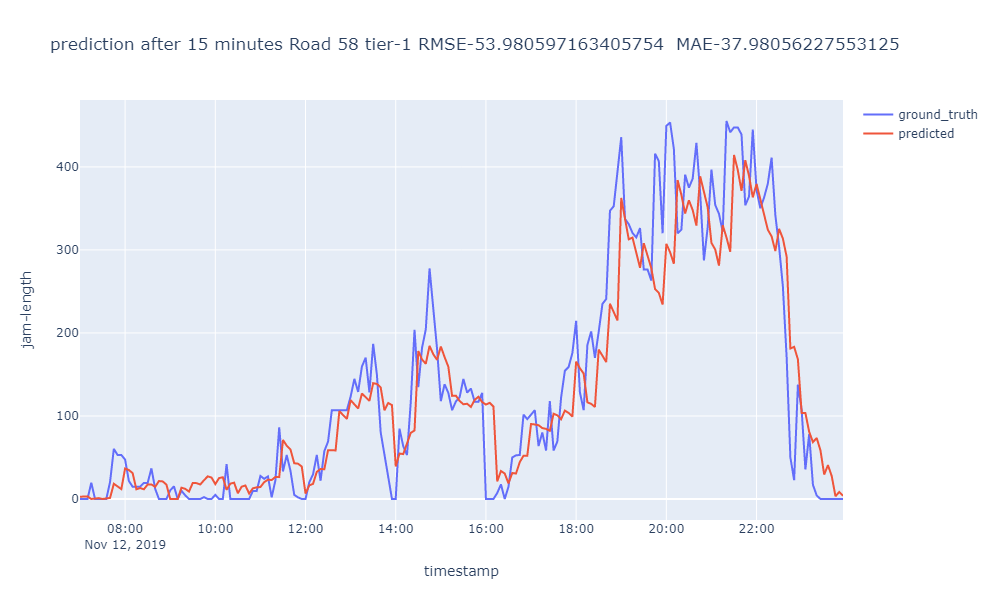 prediction after 15 minutes Road 58 tier-1 RMSE-53.980597163405754  MAE-37.98056227553125
ground_truth
predicted
400
300
200
100
0
jam-length
08:00 10:00 12:00 14:00 16:00 18:00 20:00 22:00
Nov 12, 2019
timestamp